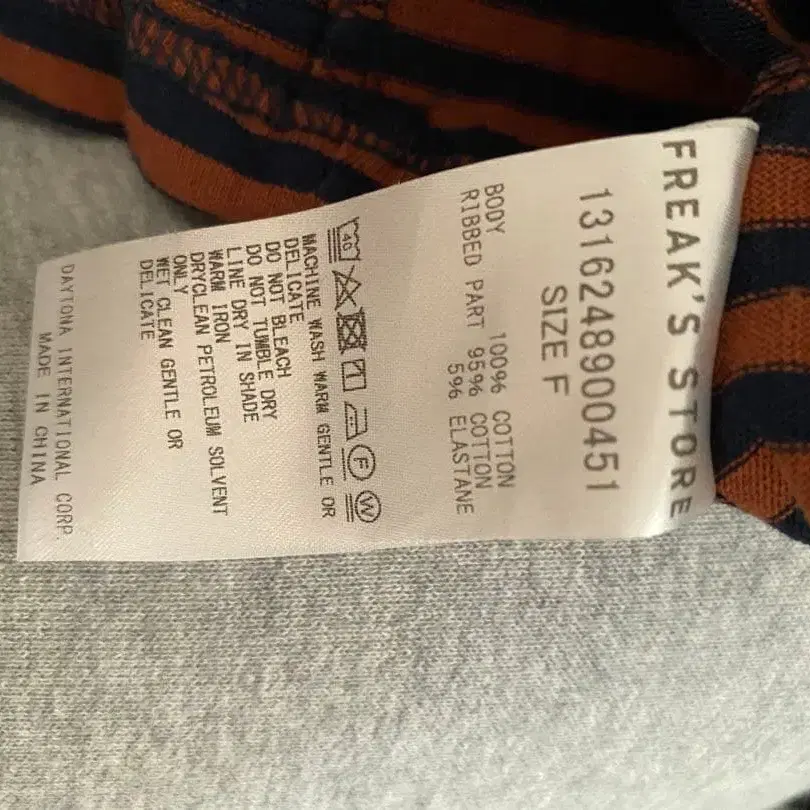 FREAK'S STORE
1316248900451
SIZE F
BODY 100% COTTON
RIBBED PART 95% COTTON
5% ELASTANE
40 F W
MACHINE WASH WARM GENTLE OR
DELICATE
DO NOT BLEACH
DO NOT TUMBLE DRY
LINE DRY IN SHADE
WARM IRON
DRYCLEAN PETROLEUM SOLVENT
ONLY
WET CLEAN GENTLE OR
DELICATE
DAYTONA INTERNATIONAL CORP.
MADE IN CHINA